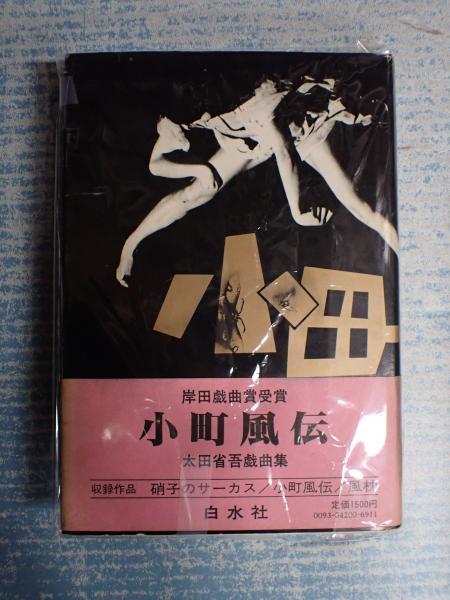 小町
岸田戯曲賞受賞
小町風伝
太田省吾戯曲集
収録作品 硝子のサーカス／小町風伝／風枕
定価1500円
白水社
0093-04200-6911